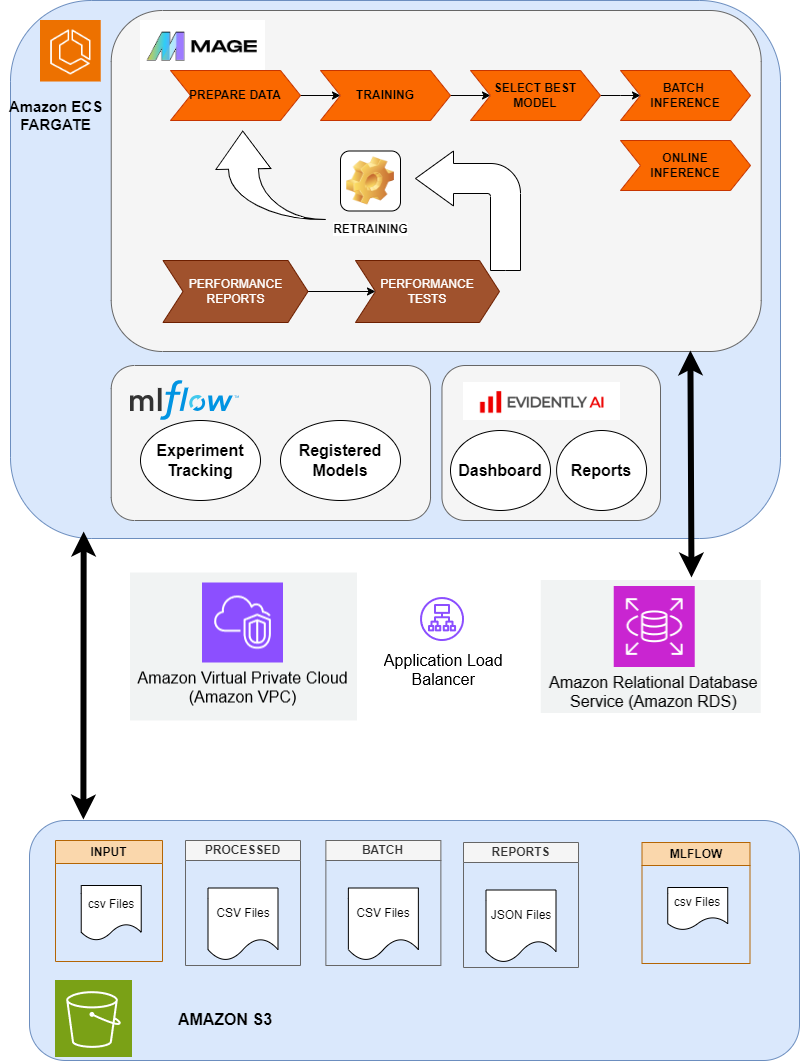 MAGE
Amazon ECS
FARGATE
PREPARE DATA
TRAINING
SELECT BEST
MODEL
BATCH
INFERENCE
ONLINE
INFERENCE
RETRAINING
PERFORMANCE
REPORTS
PERFORMANCE
TESTS
mlflow™
Experiment
Tracking
Registered
Models
EVIDENTLY AI
Dashboard
Reports
Amazon Virtual Private Cloud
(Amazon VPC)
Application Load
Balancer
Amazon Relational Database
Service (Amazon RDS)
INPUT
csv Files
PROCESSED
CSV Files
BATCH
CSV Files
REPORTS
JSON Files
MLFLOW
csv Files
AMAZON S3